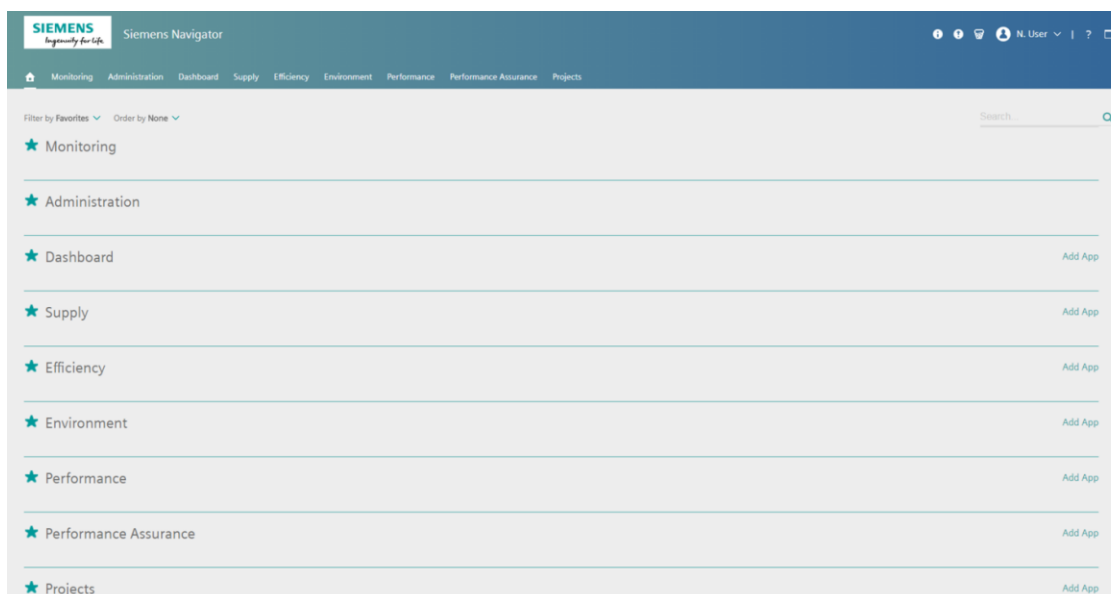 SIEMENS
Ingenuity for life
Siemens Navigator
N. User | ?
Monitoring Administration Dashboard Supply Efficiency Environment Performance Performance Assurance Projects
Filter by Favorites Order by None Search...
Monitoring
Administration
Dashboard Add App
Supply Add App
Efficiency Add App
Environment Add App
Performance Add App
Performance Assurance Add App
Projects Add App